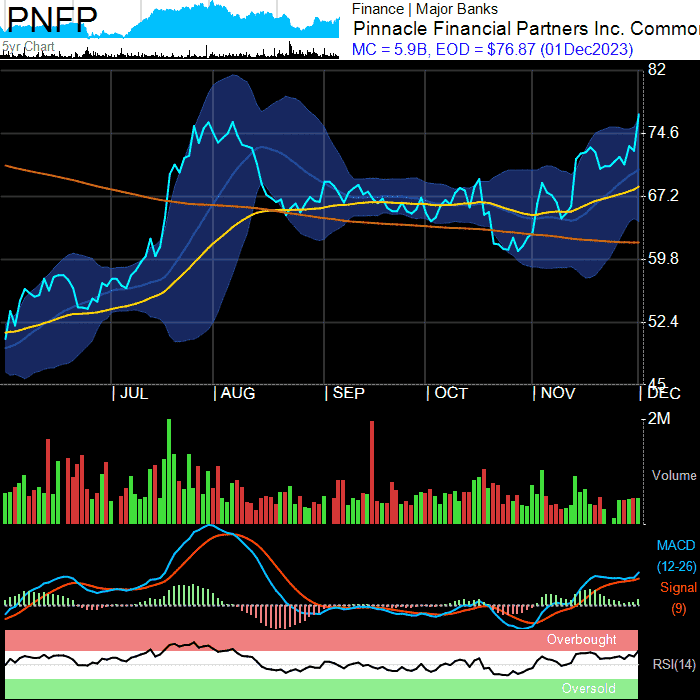 PNFP
5yr Chart
Finance | Major Banks
Pinnacle Financial Partners Inc. Common
MC = 5.9B, EOD = $76.87 (01Dec2023)
82
74.6
67.2
59.8
52.4
45
| JUL | AUG | SEP | OCT | NOV | DEC
2M
Volume
MACD
(12-26)
Signal
(9)
Overbought
RSI(14)
Oversold